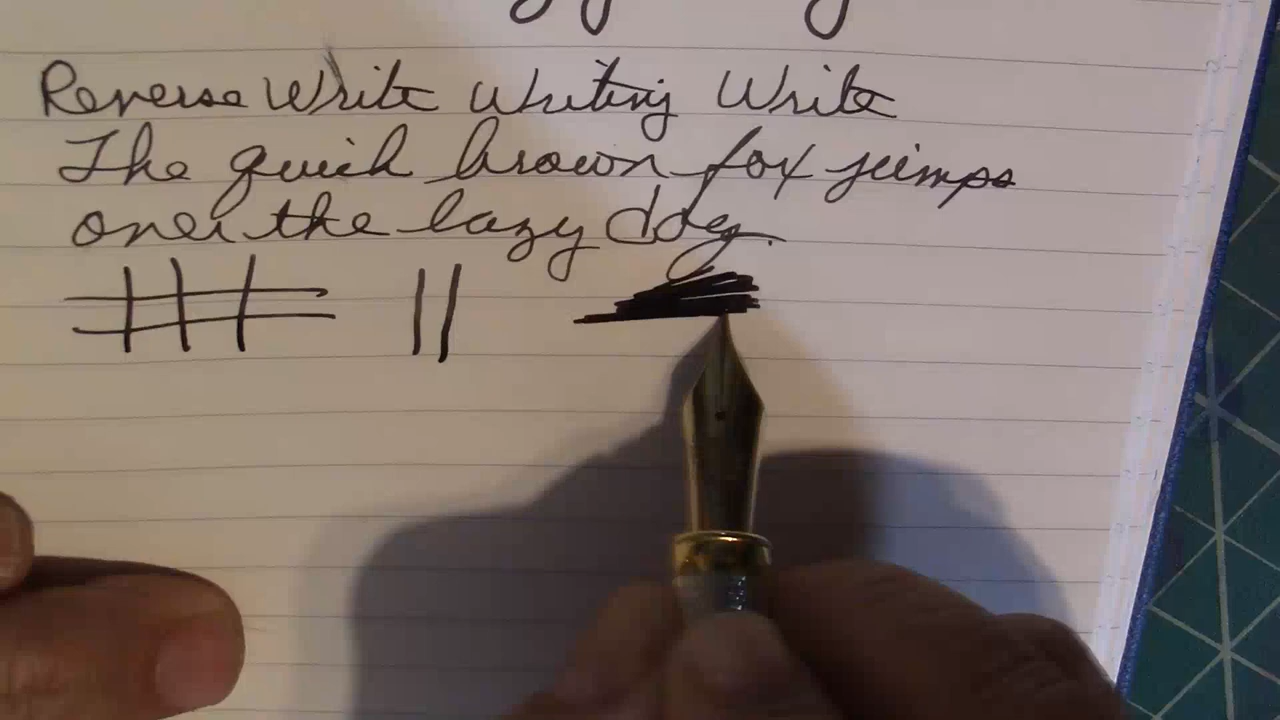 Reverse Write Writing Write
The quick brown fox jumps
over the lazy dog.